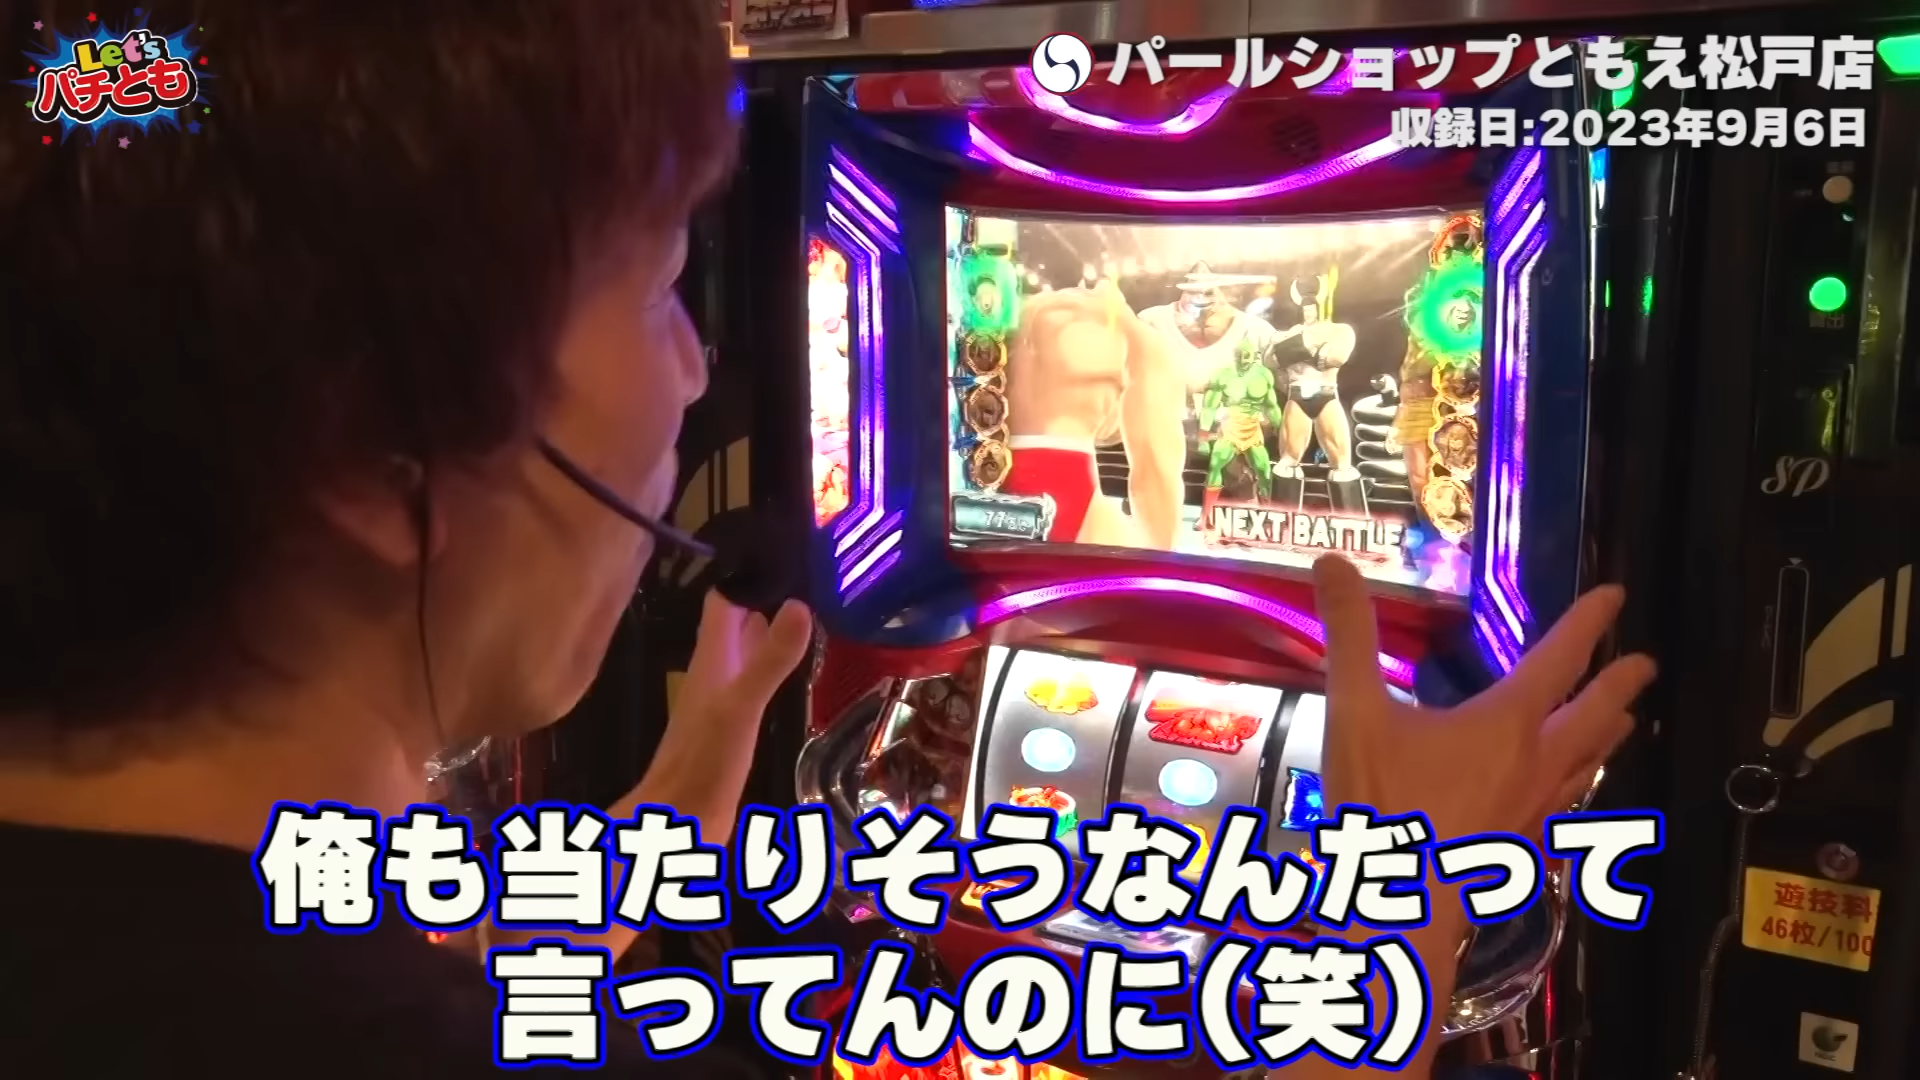 Let's
パチとも
パールショップともえ松戸店
収録日:2023年9月6日
NEXT BATTLE
SP
遊技料
46枚/100
俺も当たりそうなんだって
言ってんのに(笑)